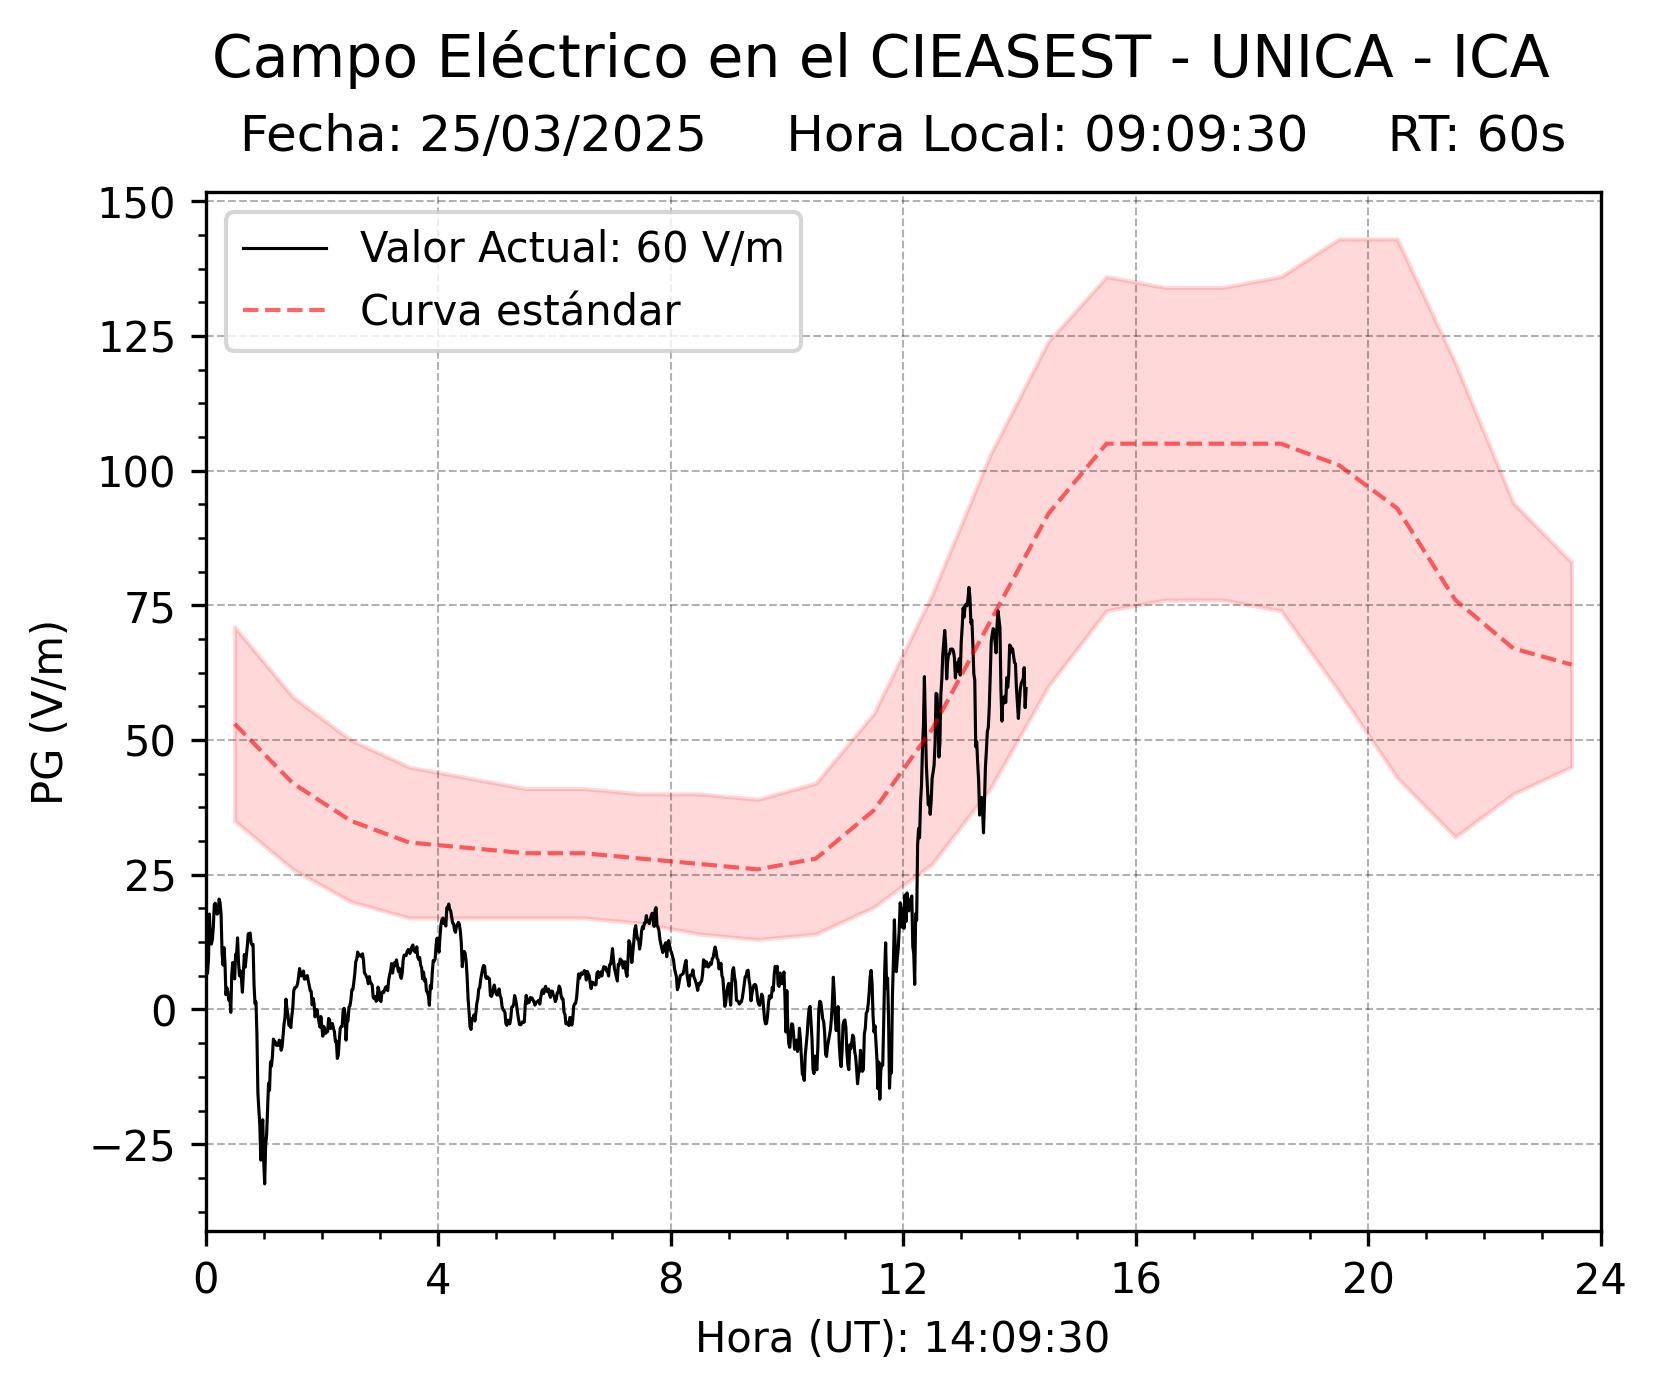 Campo Eléctrico en el CIEASEST - UNICA - ICA
Fecha: 25/03/2025 Hora Local: 09:09:30 RT: 60s
Valor Actual: 60 V/m
Curva estándar
PG (V/m)
150
125
100
75
50
25
0
−25
0 4 8 12 16 20 24
Hora (UT): 14:09:30